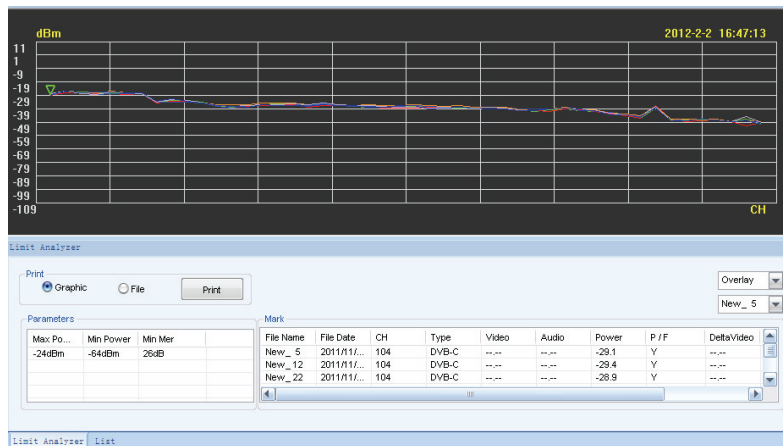 dBm 2012-2-2 16:47:13
11
1
-9
-19
-29
-39
-49
-59
-69
-79
-89
-99
-109
CH
Limit Analyzer
Print
Graphic File Print
Overlay
New_ 5
Parameters
Max Po... Min Power Min Mer
-24dBm -64dBm 26dB
Mark
File Name File Date CH Type Video Audio Power P / F DeltaVideo
New_ 5 2011/11/... 104 DVB-C --.-- --.-- -29.1 Y --.--
New_ 12 2011/11/... 104 DVB-C --.-- --.-- -29.4 Y --.--
New_ 22 2011/11/... 104 DVB-C --.-- --.-- -28.9 Y --.--
Limit Analyzer List